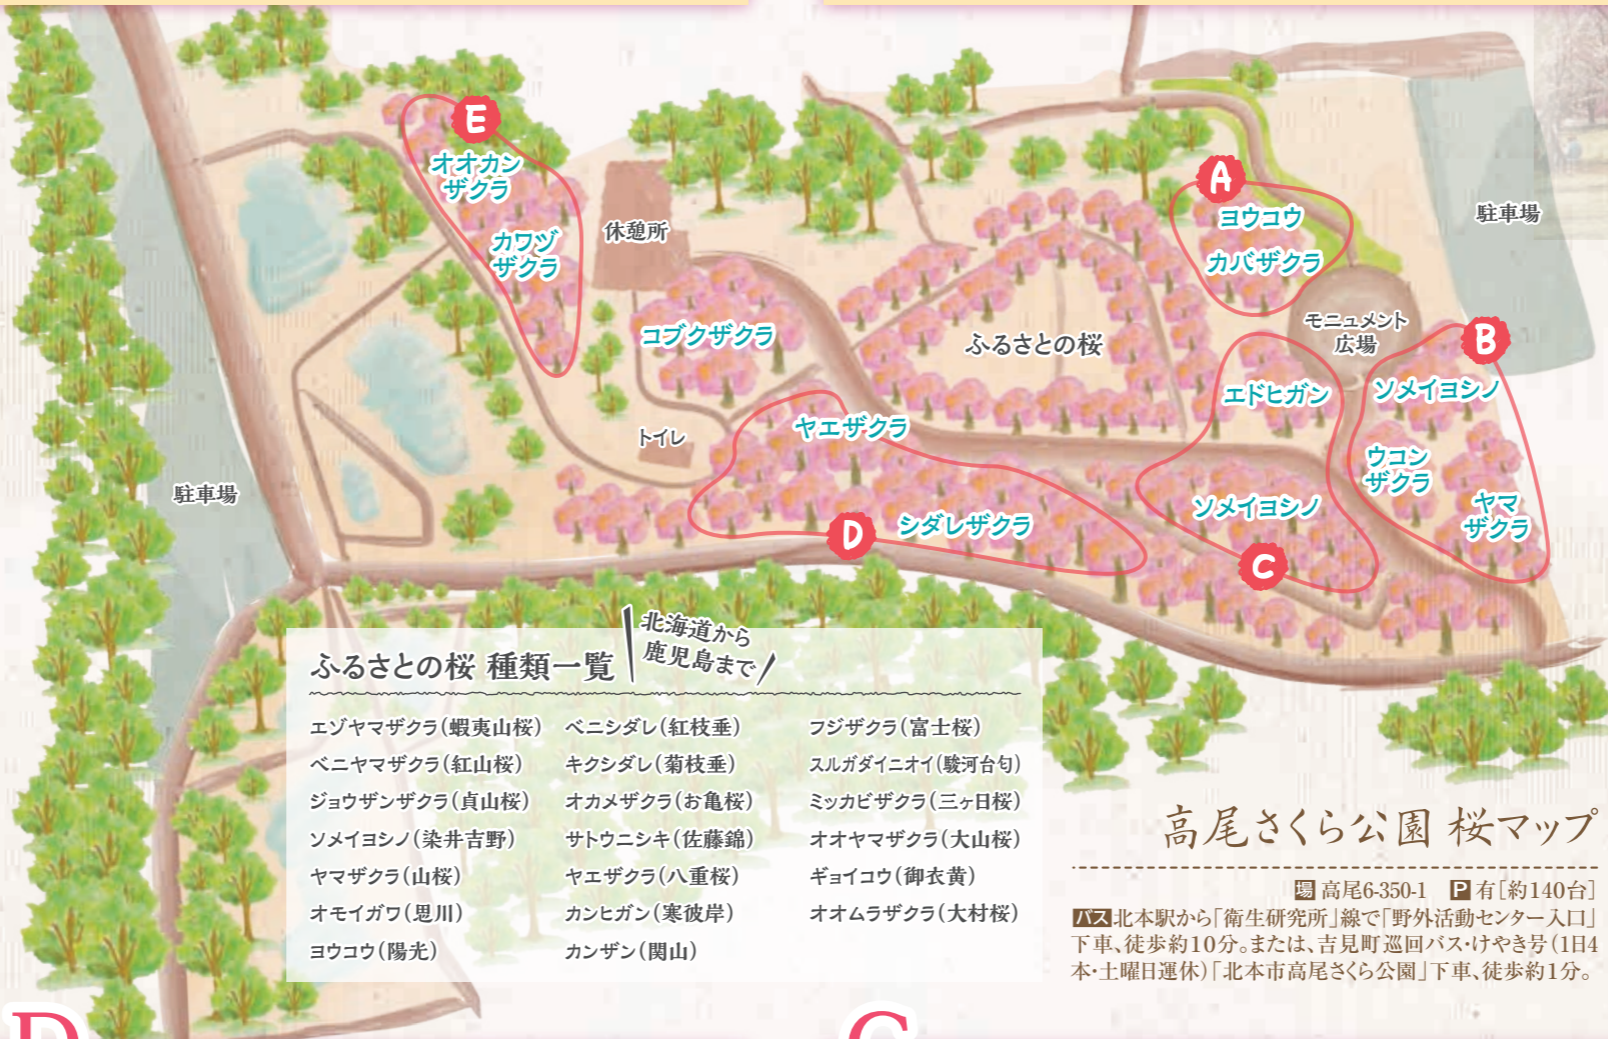 E
オオカン
ザクラ
カワヅ
ザクラ
休憩所
A
ヨウコウ
カバザクラ
駐車場
コブクザクラ
ふるさとの桜
モニュメント
広場
B
ソメイヨシノ
ウコン
ザクラ
ヤマ
ザクラ
エドヒガン
ソメイヨシノ
C
トイレ
ヤエザクラ
シダレザクラ
D
駐車場
ふるさとの桜 種類一覧
北海道から
鹿児島まで
エゾヤマザクラ(蝦夷山桜)
ベニヤマザクラ(紅山桜)
ジョウザンザクラ(貞山桜)
ソメイヨシノ(染井吉野)
ヤマザクラ(山桜)
オモイガワ(思川)
ヨウコウ(陽光)
ベニシダレ(紅枝垂)
キクシダレ(菊枝垂)
オカメザクラ(お亀桜)
サトウニシキ(佐藤錦)
ヤエザクラ(八重桜)
カンヒガン(寒彼岸)
カンザン(関山)
フジザクラ(富士桜)
スルガダイニオイ(駿河台匂)
ミッカビザクラ(三ヶ日桜)
オオヤマザクラ(大山桜)
ギョイコウ(御衣黄)
オオムラザクラ(大村桜)
高尾さくら公園 桜マップ
場 高尾6-350-1 P 有[約140台]
バス 北本駅から「衛生研究所」線で「野外活動センター入口」
下車、徒歩約10分。または、吉見町巡回バス・けやき号(1日4
本・土曜日運休)「北本市高尾さくら公園」下車、徒歩約1分。
D